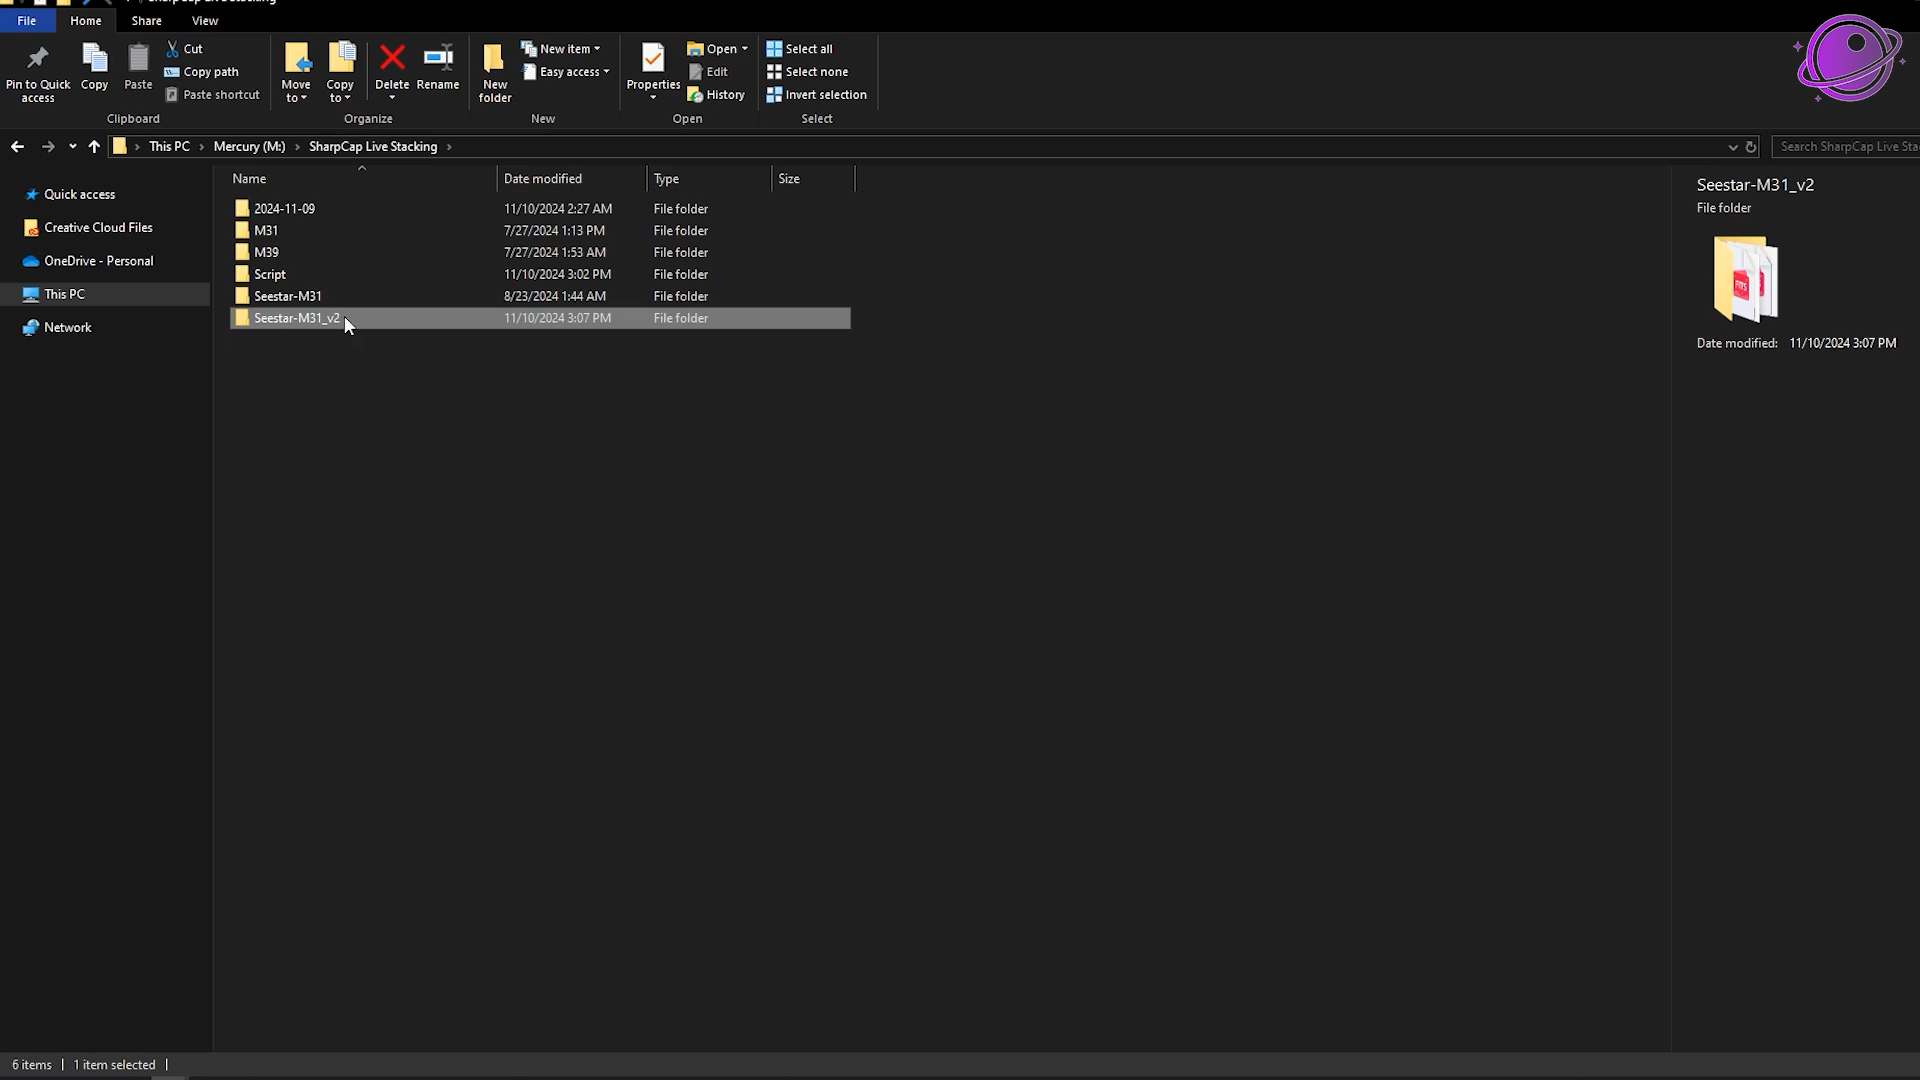 SharpCap Live Stacking
File Home Share View
Pin to Quick access
Copy
Paste
Cut
Copy path
Paste shortcut
Clipboard
Move to
Copy to
Delete
Rename
Organize
New folder
New item
Easy access
New
Properties
Open
Edit
History
Open
Select all
Select none
Invert selection
Select
This PC > Mercury (M:) > SharpCap Live Stacking >
Search SharpCap Live Sta
Quick access
Creative Cloud Files
OneDrive - Personal
This PC
Network
Name Date modified Type Size
2024-11-09 11/10/2024 2:27 AM File folder
M31 7/27/2024 1:13 PM File folder
M39 7/27/2024 1:53 AM File folder
Script 11/10/2024 3:02 PM File folder
Seestar-M31 8/23/2024 1:44 AM File folder
Seestar-M31_v2 11/10/2024 3:07 PM File folder
Seestar-M31_v2
File folder
FITS
Date modified: 11/10/2024 3:07 PM
6 items 1 item selected